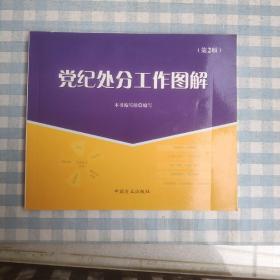 (第2版)
党纪处分工作图解
本书编写组◎编写
中国方正出版社